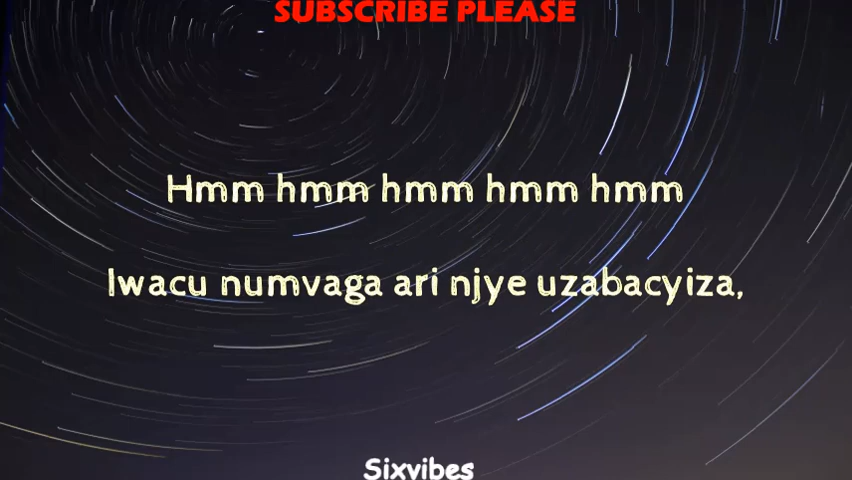 SUBSCRIBE PLEASE
Hmm hmm hmm hmm hmm
Iwacu numvaga ari njye uzabacyiza,
Sixvibes